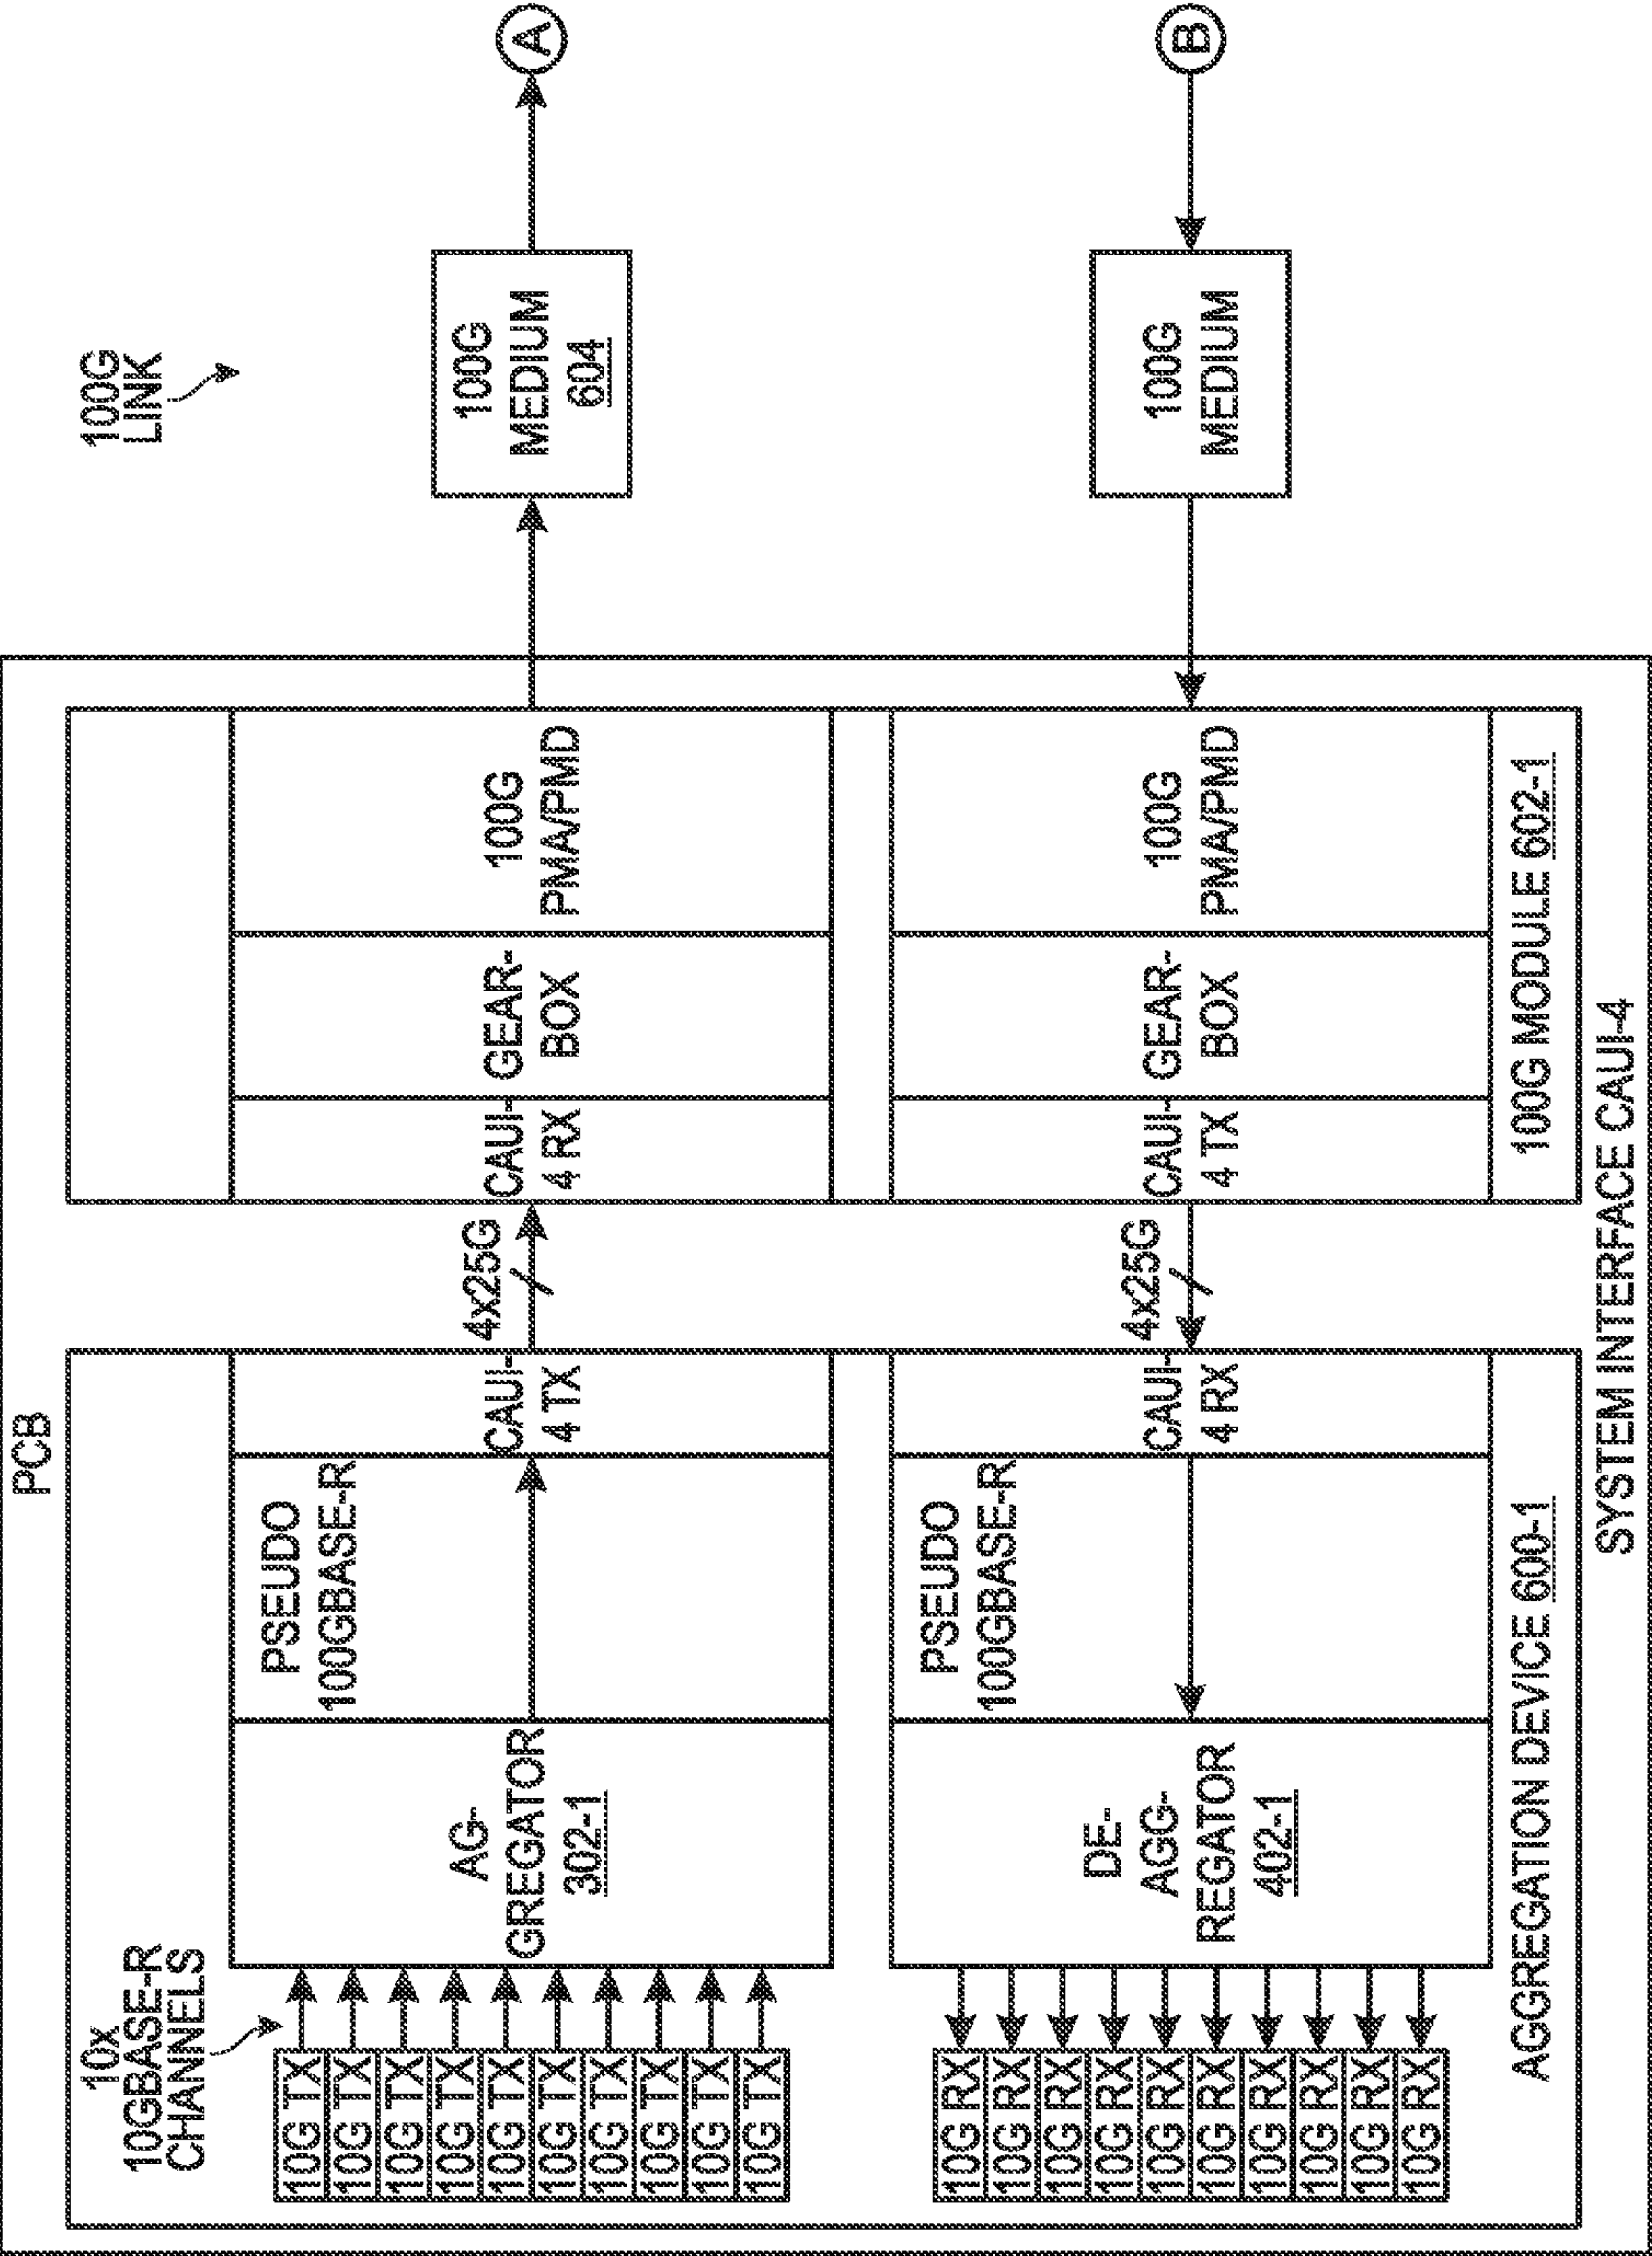 PCB
10x
10GBASE-R
CHANNELS
10G TX
10G TX
10G TX
10G TX
10G TX
10G TX
10G TX
10G TX
10G TX
10G TX
AG-
GREGATOR
302-1
PSEUDO
100GBASE-R
CAUI-
4 TX
4x25G
CAUI-
4 RX
GEAR-
BOX
100G
PMA/PMD
100G
LINK
100G
MEDIUM
604
A
10G RX
10G RX
10G RX
10G RX
10G RX
10G RX
10G RX
10G RX
10G RX
10G RX
DE-
AGG-
REGATOR
402-1
PSEUDO
100GBASE-R
CAUI-
4 RX
4x25G
CAUI-
4 TX
GEAR-
BOX
100G
PMA/PMD
100G
MEDIUM
B
AGGREGATION DEVICE 600-1
100G MODULE 602-1
SYSTEM INTERFACE CAUI-4